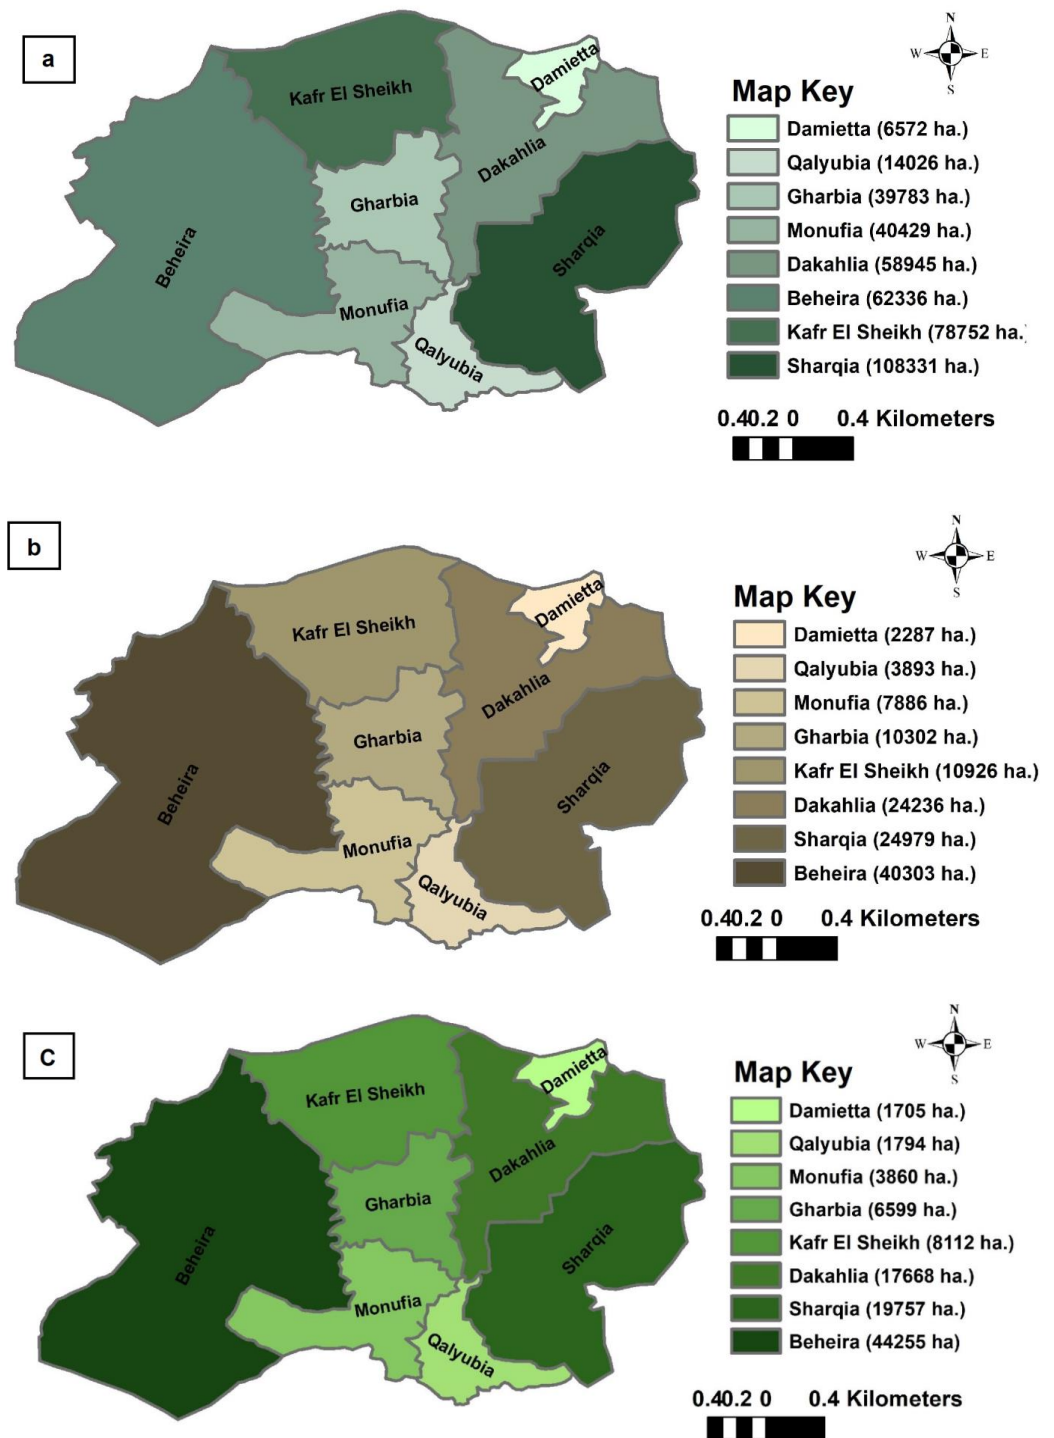 a
N
W E
S
Kafr El Sheikh
Damietta
Dakahlia
Gharbia
Beheira
Sharqia
Monufia
Qalyubia
Map Key
Damietta (6572 ha.)
Qalyubia (14026 ha.)
Gharbia (39783 ha.)
Monufia (40429 ha.)
Dakahlia (58945 ha.)
Beheira (62336 ha.)
Kafr El Sheikh (78752 ha.
Sharqia (108331 ha.)
0.40.2 0 0.4 Kilometers
b
N
W E
S
Kafr El Sheikh
Damietta
Dakahlia
Gharbia
Beheira
Sharqia
Monufia
Qalyubia
Map Key
Damietta (2287 ha.)
Qalyubia (3893 ha.)
Monufia (7886 ha.)
Gharbia (10302 ha.)
Kafr El Sheikh (10926 ha.)
Dakahlia (24236 ha.)
Sharqia (24979 ha.)
Beheira (40303 ha.)
0.40.2 0 0.4 Kilometers
C
N
W E
S
Kafr El Sheikh
Damietta
Dakahlia
Gharbia
Beheira
Sharqia
Monufia
Qalyubia
Map Key
Damietta (1705 ha.)
Qalyubia (1794 ha)
Monufia (3860 ha.)
Gharbia (6599 ha.)
Kafr El Sheikh (8112 ha.)
Dakahlia (17668 ha.)
Sharqia (19757 ha.)
Beheira (44255 ha)
0.40.2 0 0.4 Kilometers